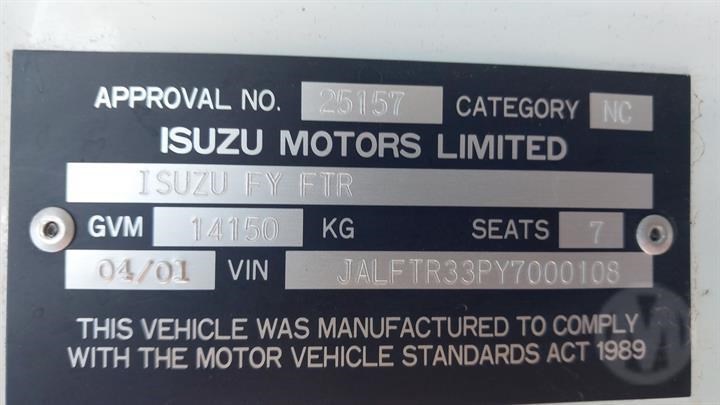 APPROVAL NO. 25157 CATEGORY NC
ISUZU MOTORS LIMITED
ISUZU FY FTR
GVM 14150 KG SEATS 7
04/01 VIN JALFTR33PY7000108
THIS VEHICLE WAS MANUFACTURED TO COMPLY
WITH THE MOTOR VEHICLE STANDARDS ACT 1989